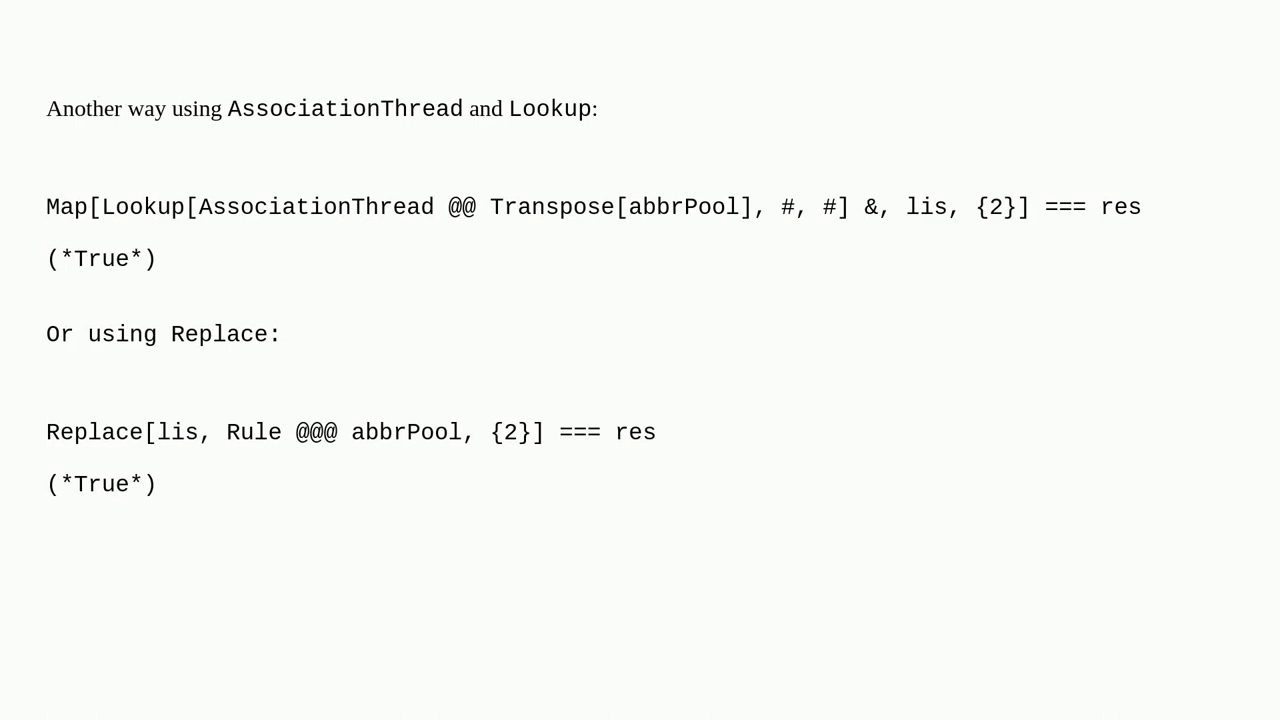 Another way using AssociationThread and Lookup:
Map[Lookup[AssociationThread @@ Transpose[abbrPool], #, #] &, lis, {2}] === res
(*True*)
Or using Replace:
Replace[lis, Rule @@@ abbrPool, {2}] === res
(*True*)